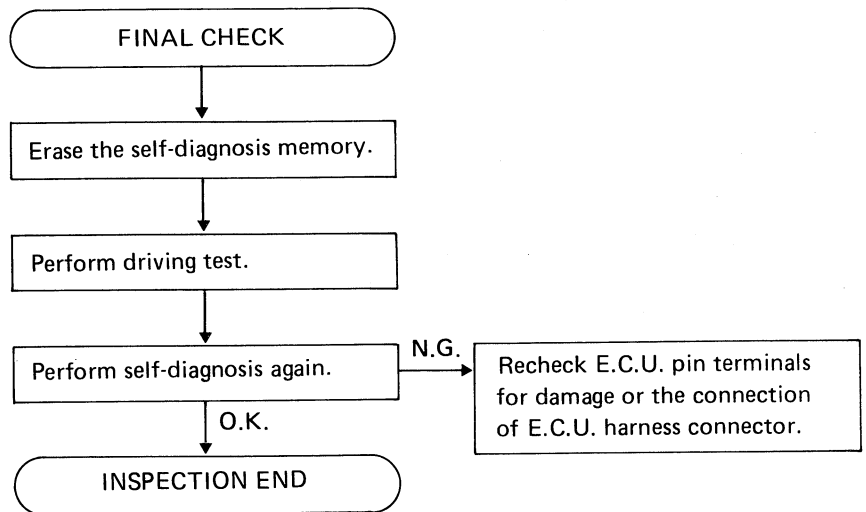 FINAL CHECK
Erase the self-diagnosis memory.
Perform driving test.
Perform self-diagnosis again.
N.G.
Recheck E.C.U. pin terminals
for damage or the connection
of E.C.U. harness connector.
O.K.
INSPECTION END